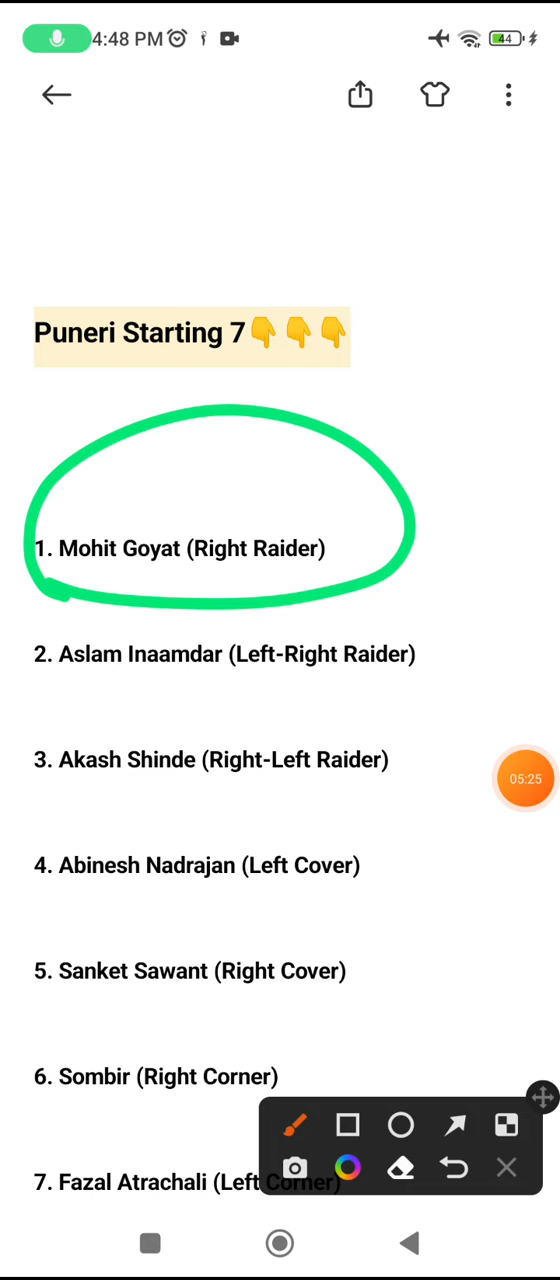 4:48 PM
44
Puneri Starting 7👇👇👇
1. Mohit Goyat (Right Raider)
2. Aslam Inaamdar (Left-Right Raider)
3. Akash Shinde (Right-Left Raider)
05:25
4. Abinesh Nadrajan (Left Cover)
5. Sanket Sawant (Right Cover)
6. Sombir (Right Corner)
7. Fazal Atrachali (Left Corner)